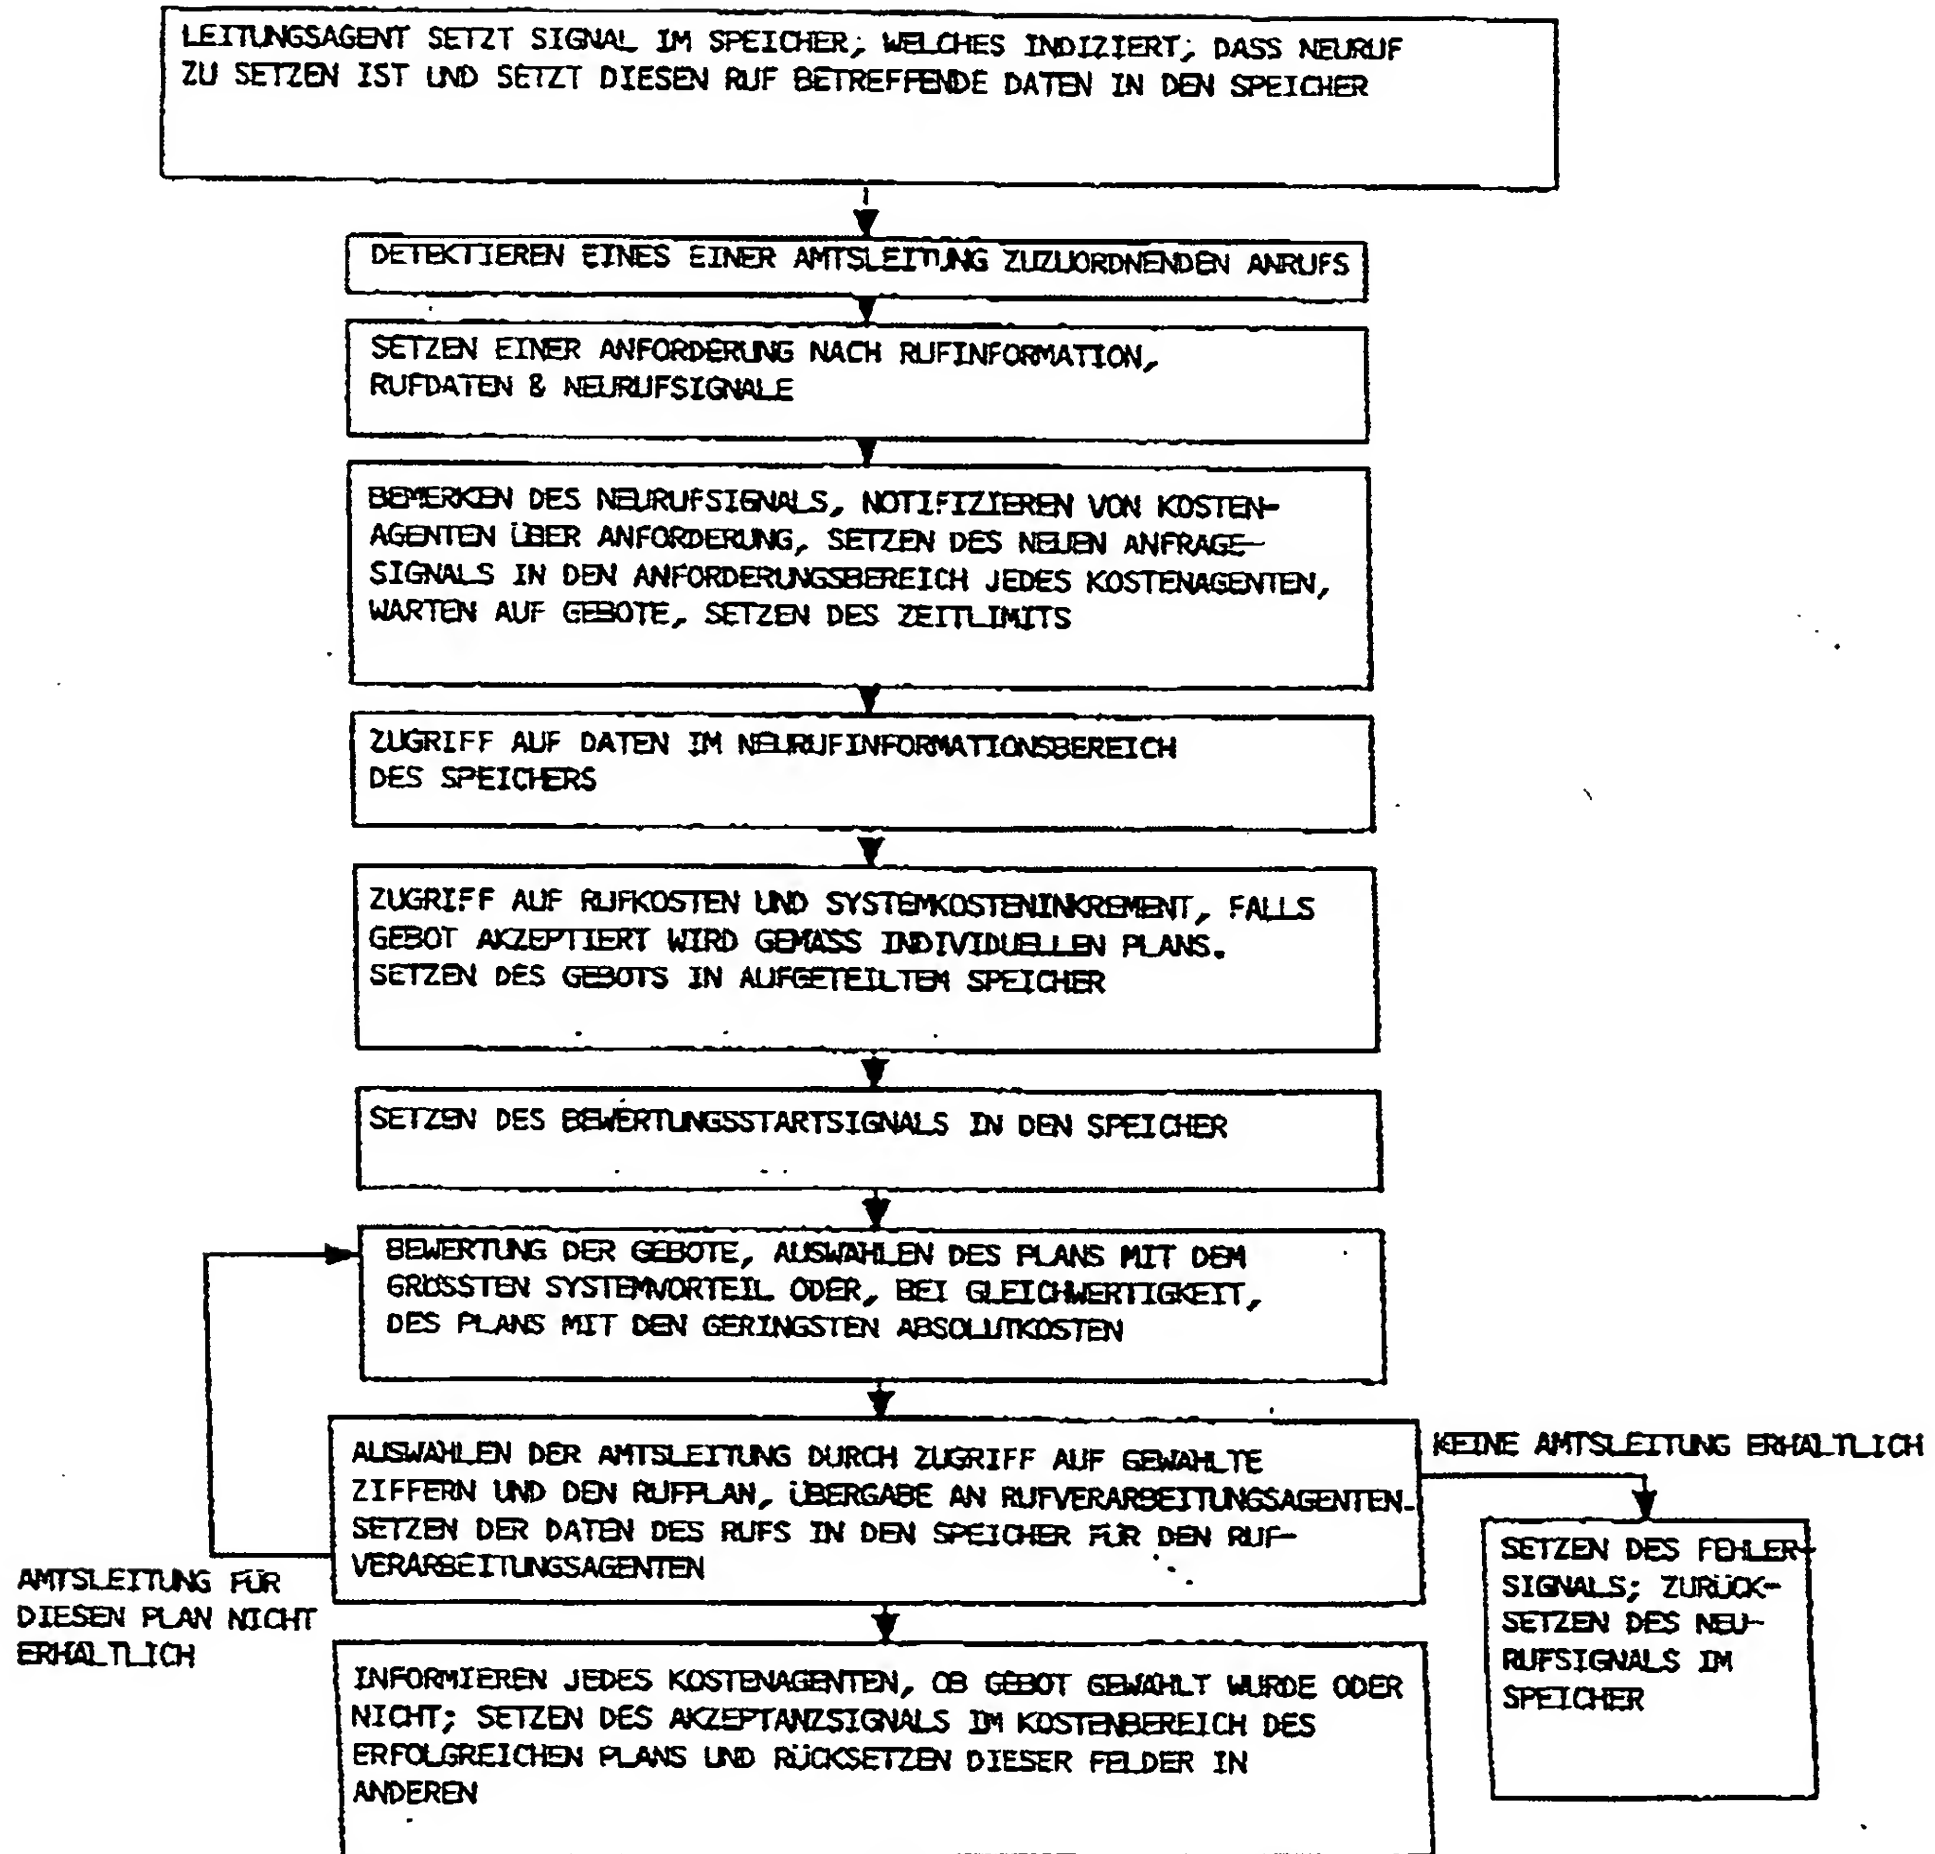 LEITUNGSAGENT SETZT SIGNAL IM SPEICHER; WELCHES INDIZIERT; DASS NEURUF
ZU SETZEN IST UND SETZT DIESEN RUF BETREFFENDE DATEN IN DEN SPEICHER
DETEKTIEREN EINES EINER AMTSLEITUNG ZUZUORDNENDEN ANRUFS
SETZEN EINER ANFORDERUNG NACH RUFINFORMATION,
RUFDATEN & NEURUFSIGNALE
BEMERKEN DES NEURUFSIGNALS, NOTIFIZIEREN VON KOSTEN-
AGENTEN ÜBER ANFORDERUNG, SETZEN DES NEUEN ANFRAGE-
SIGNALS IN DEN ANFORDERUNGSBEREICH JEDES KOSTENAGENTEN,
WARTEN AUF GEBOTE, SETZEN DES ZEITLIMITS
ZUGRIFF AUF DATEN IM NEURUFINFORMATIONSBEREICH
DES SPEICHERS
ZUGRIFF AUF RUFKOSTEN UND SYSTEMKOSTENINKREMENT, FALLS
GEBOT AKZEPTIERT WIRD GEMASS INDIVIDUELLEN PLANS.
SETZEN DES GEBOTS IN AUFGETEILTEM SPEICHER
SETZEN DES BEWERTUNGSSTARTSIGNALS IN DEN SPEICHER
BEWERTUNG DER GEBOTE, AUSWAHLEN DES PLANS MIT DEM
GROSSTEN SYSTEMVORTEIL ODER, BEI GLEICHWERTIGKEIT,
DES PLANS MIT DEN GERINGSTEN ABSOLUTKOSTEN
AUSWAHLEN DER AMTSLEITUNG DURCH ZUGRIFF AUF GEWAHLTE
ZIFFERN UND DEN RUFPLAN, ÜBERGABE AN RUFVERARBEITUNGSAGENTEN.
SETZEN DER DATEN DES RUFS IN DEN SPEICHER FÜR DEN RUF-
VERARBEITUNGSAGENTEN
KEINE AMTSLEITUNG ERHALTLICH
SETZEN DES FEHLER-
SIGNALS; ZURÜCK-
SETZEN DES NEU-
RUFSIGNALS IM
SPEICHER
AMTSLEITUNG FÜR
DIESEN PLAN NICHT
ERHALTLICH
INFORMIEREN JEDES KOSTENAGENTEN, OB GEBOT GEWAHLT WURDE ODER
NICHT; SETZEN DES AKZEPTANZSIGNALS IM KOSTENBEREICH DES
ERFOLGREICHEN PLANS UND RÜCKSETZEN DIESER FELDER IN
ANDEREN